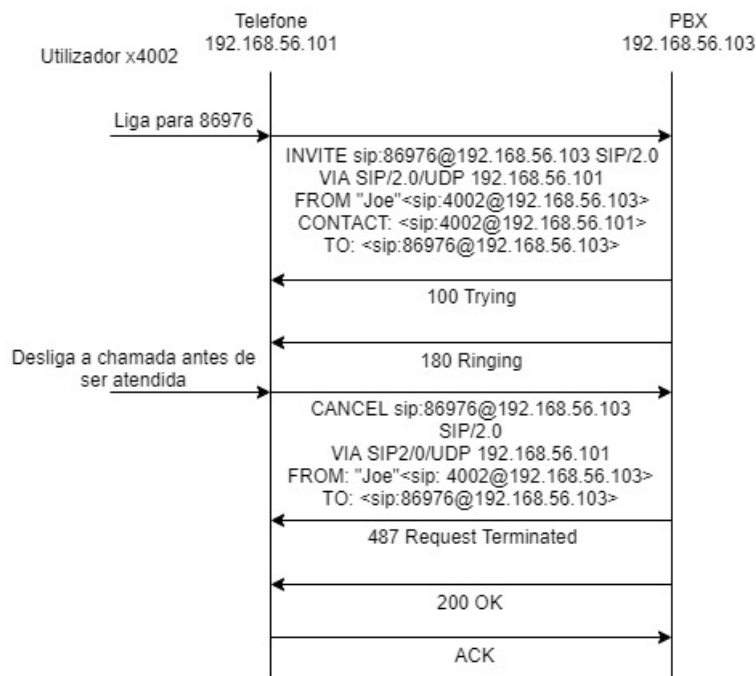 Telefone
192.168.56.101
PBX
192.168.56.103
Utilizador x4002
Liga para 86976
INVITE sip:86976@192.168.56.103 SIP/2.0
VIA SIP/2.0/UDP 192.168.56.101
FROM "Joe"<sip:4002@192.168.56.103>
CONTACT: <sip:4002@192.168.56.101>
TO: <sip:86976@192.168.56.103>
100 Trying
180 Ringing
Desliga a chamada antes de
ser atendida
CANCEL sip:86976@192.168.56.103
SIP/2.0
VIA SIP2/0/UDP 192.168.56.101
FROM: "Joe"<sip: 4002@192.168.56.103>
TO: <sip:86976@192.168.56.103>
487 Request Terminated
200 OK
ACK